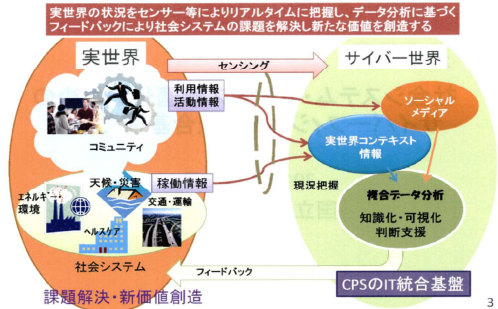 実世界の状況をセンサー等によりリアルタイムに把握し、データ分析に基づく
フィードバックにより社会システムの課題を解決し新たな価値を創造する
実世界
センシング
サイバー世界
利用情報
活動情報
ソーシャル
メディア
コミュニティ
実世界コンテキスト
情報
天候・災害
稼働情報
現況把握
エネルギー
環境
交通・運輸
複合データ分析
知識化・可視化
判断支援
ヘルスケア
社会システム
フィードバック
CPSのIT統合基盤
課題解決・新価値創造
3